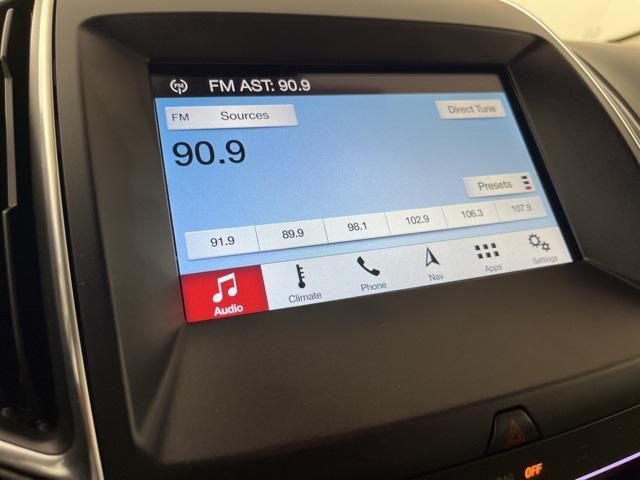 FM AST: 90.9
FM Sources
Direct Tune
90.9
Presets
91.9 89.9 98.1 102.9 106.3 107.9
Audio Climate Phone Nav Apps Settings
OFF